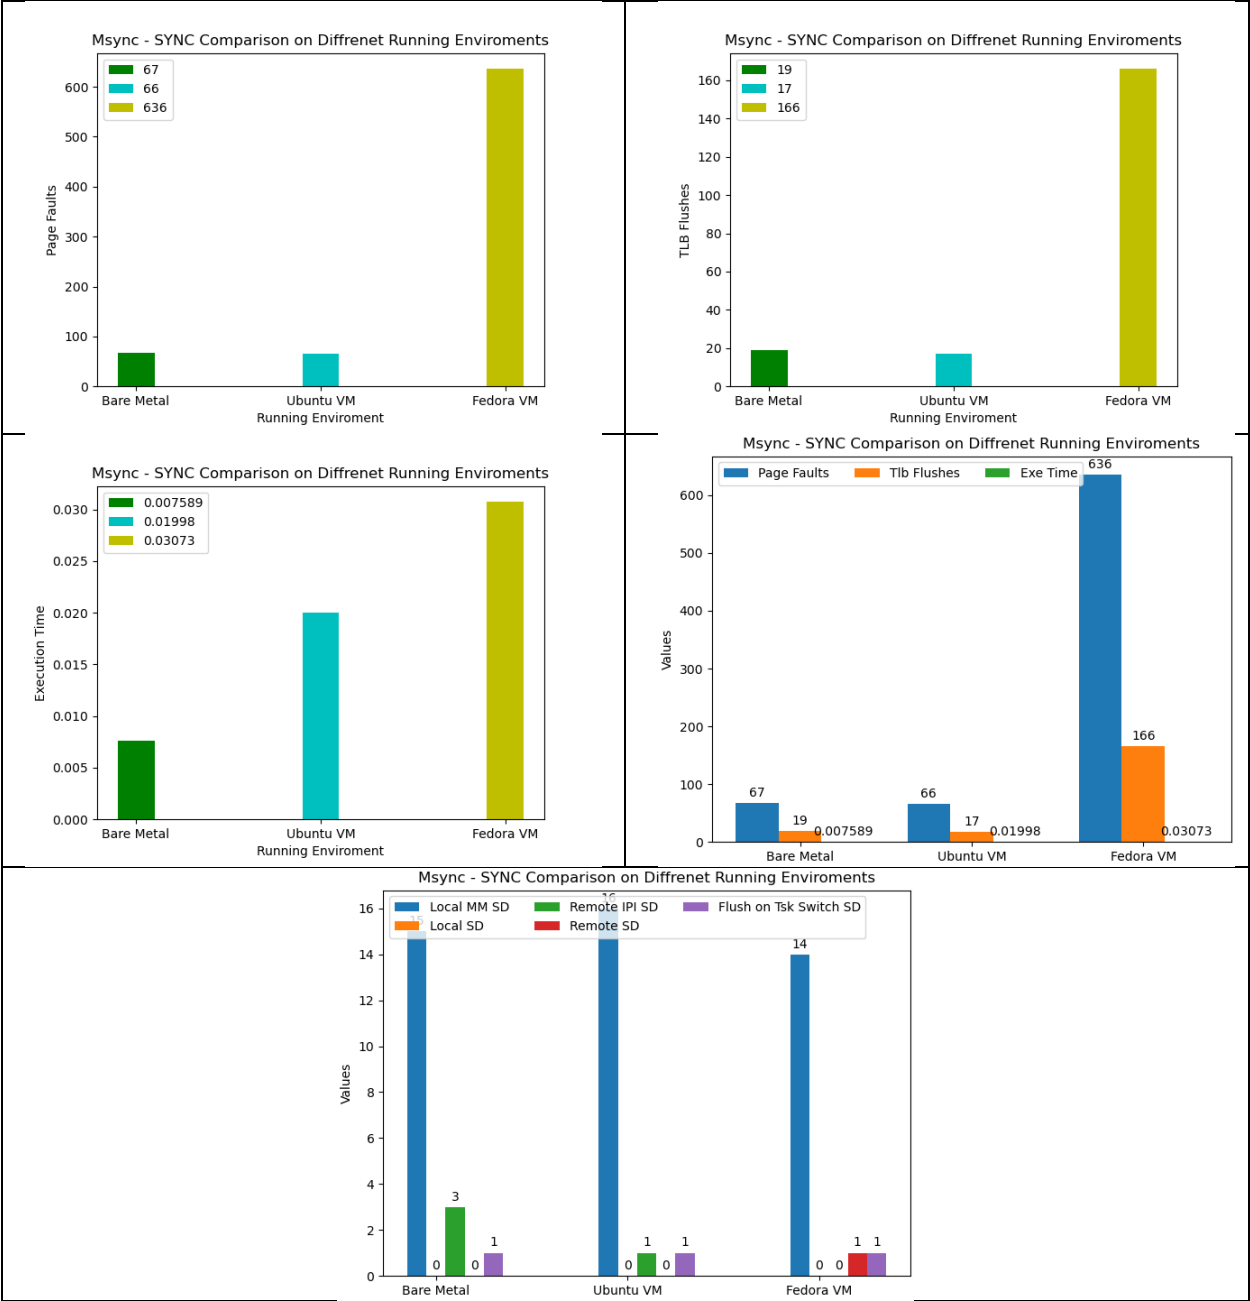 Msync - SYNC Comparison on Diffrenet Running Enviroments
67
66
636
600
500
400
300
200
100
0
Page Faults
Bare Metal
Ubuntu VM
Fedora VM
Running Enviroment
Msync - SYNC Comparison on Diffrenet Running Enviroments
19
17
166
160
140
120
100
80
60
40
20
0
TLB Flushes
Bare Metal
Ubuntu VM
Fedora VM
Running Enviroment
Msync - SYNC Comparison on Diffrenet Running Enviroments
0.007589
0.01998
0.03073
0.030
0.025
0.020
0.015
0.010
0.005
0.000
Execution Time
Bare Metal
Ubuntu VM
Fedora VM
Running Enviroment
Msync - SYNC Comparison on Diffrenet Running Enviroments
Page Faults Tlb Flushes Exe Time
636
600
500
400
300
200
100
0
Values
67
19
0.007589
66
17
0.01998
166
0.03073
Bare Metal
Ubuntu VM
Fedora VM
Msync - SYNC Comparison on Diffrenet Running Enviroments
Local MM SD Remote IPI SD Flush on Tsk Switch SD
Local SD Remote SD
16
14
12
10
8
6
4
2
0
Values
15
0
3
0
1
16
0
1
0
1
14
0
0
1
1
Bare Metal
Ubuntu VM
Fedora VM